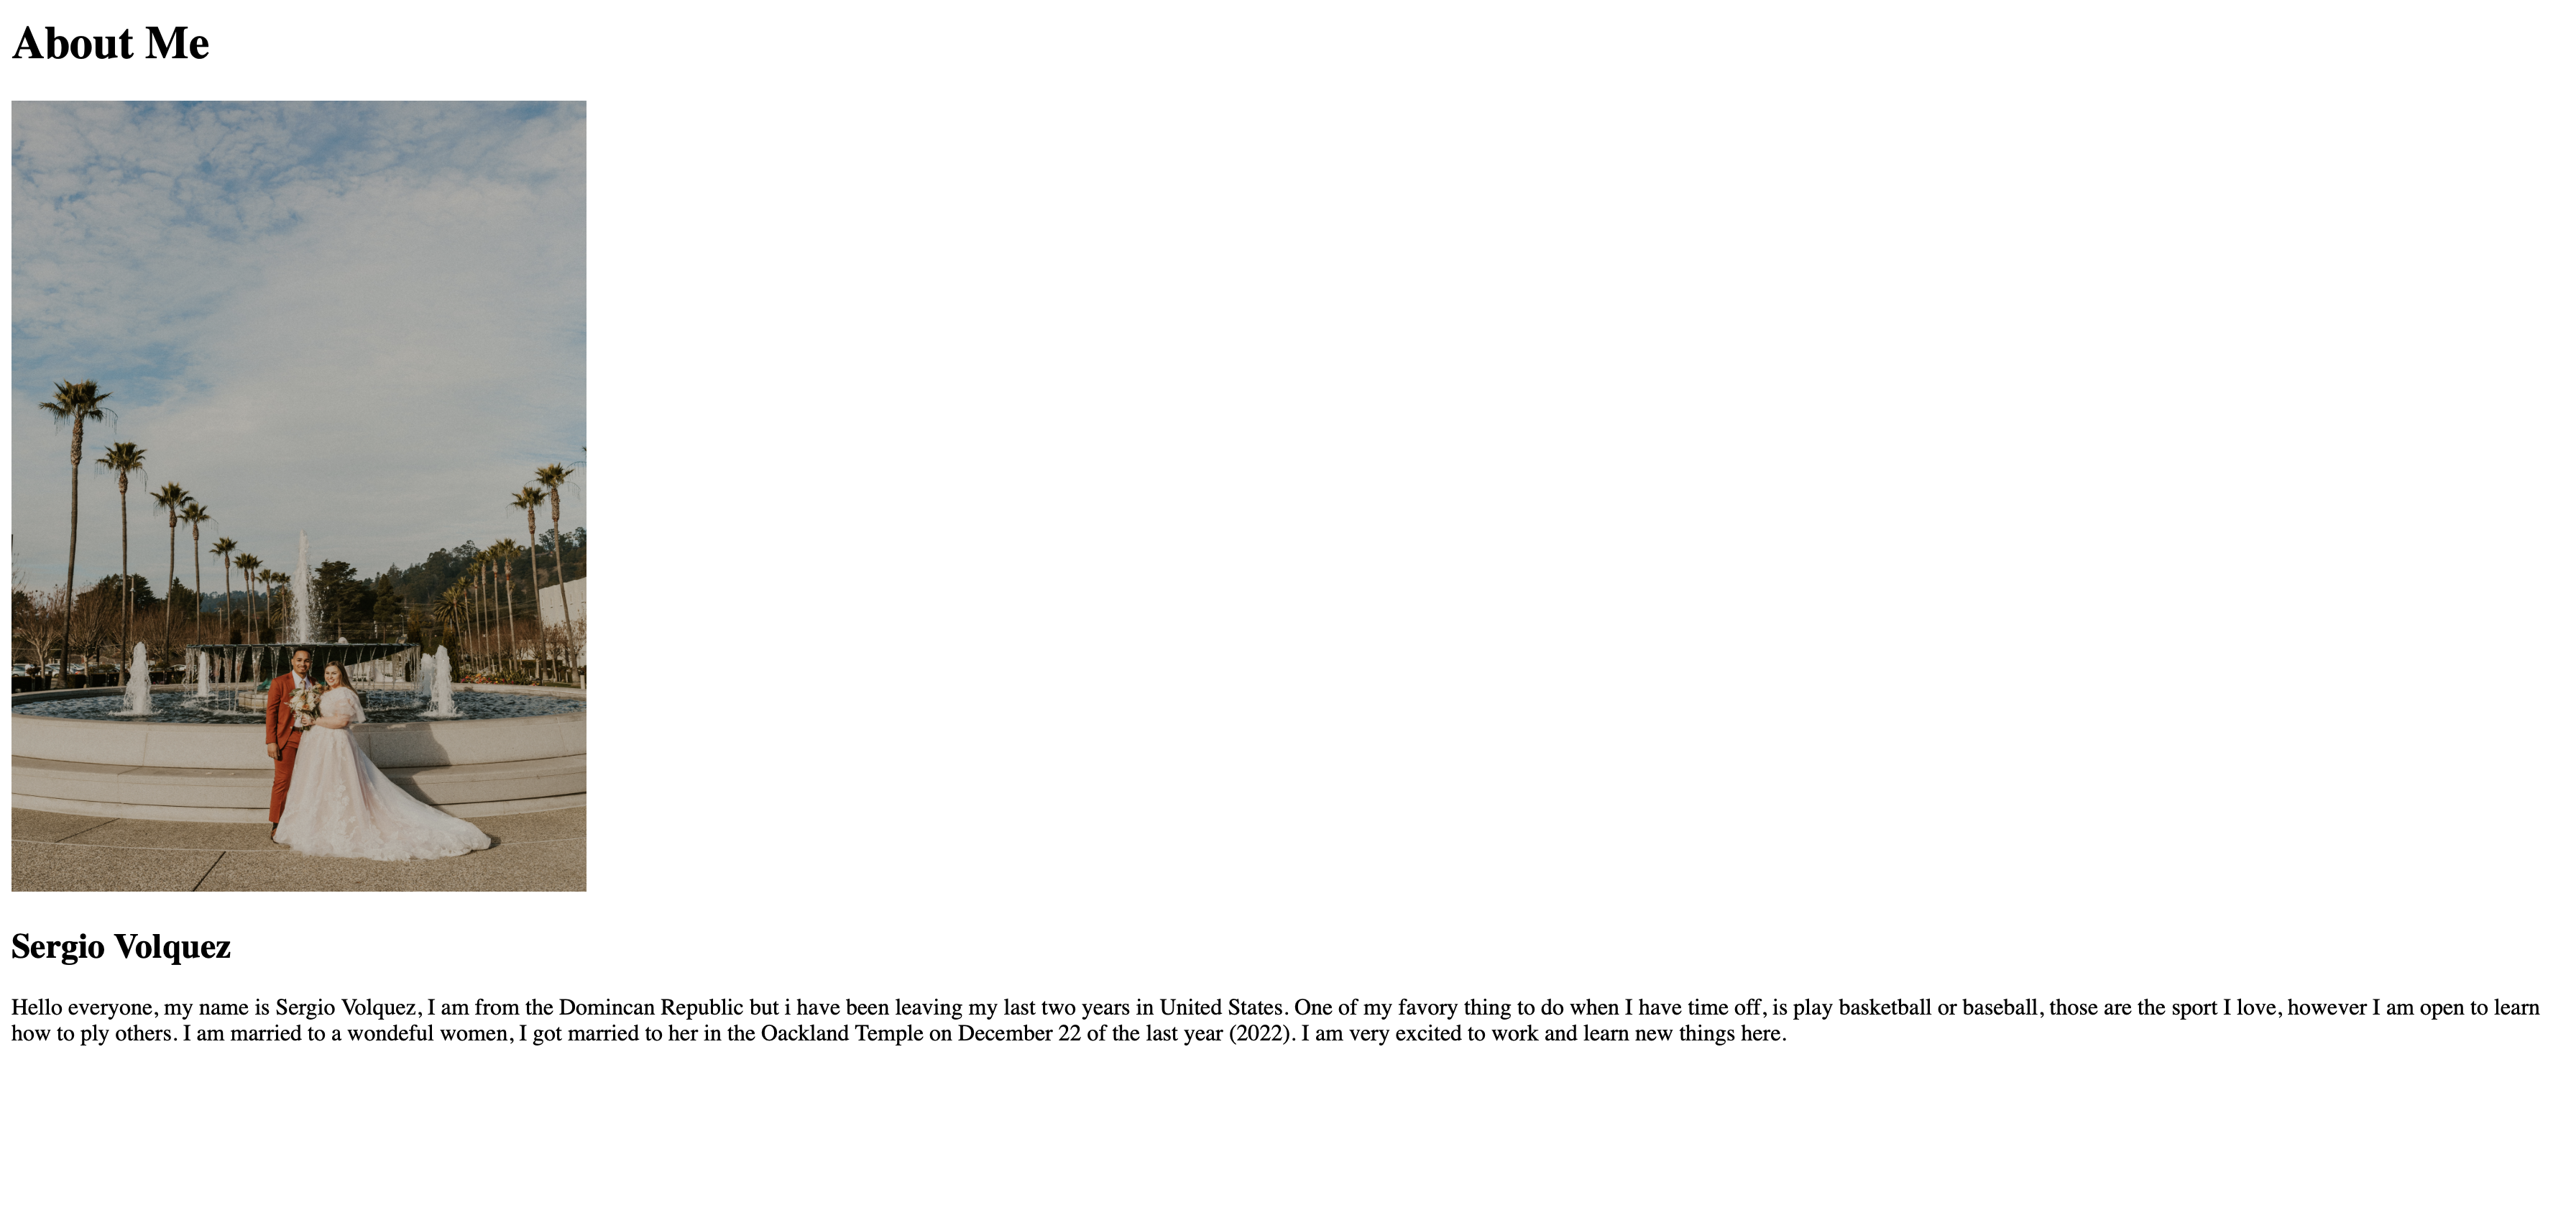 About Me
Sergio Volquez
Hello everyone, my name is Sergio Volquez, I am from the Domincan Republic but i have been leaving my last two years in United States. One of my favory thing to do when I have time off, is play basketball or baseball, those are the sport I love, however I am open to learn
how to ply others. I am married to a wondeful women, I got married to her in the Oackland Temple on December 22 of the last year (2022). I am very excited to work and learn new things here.